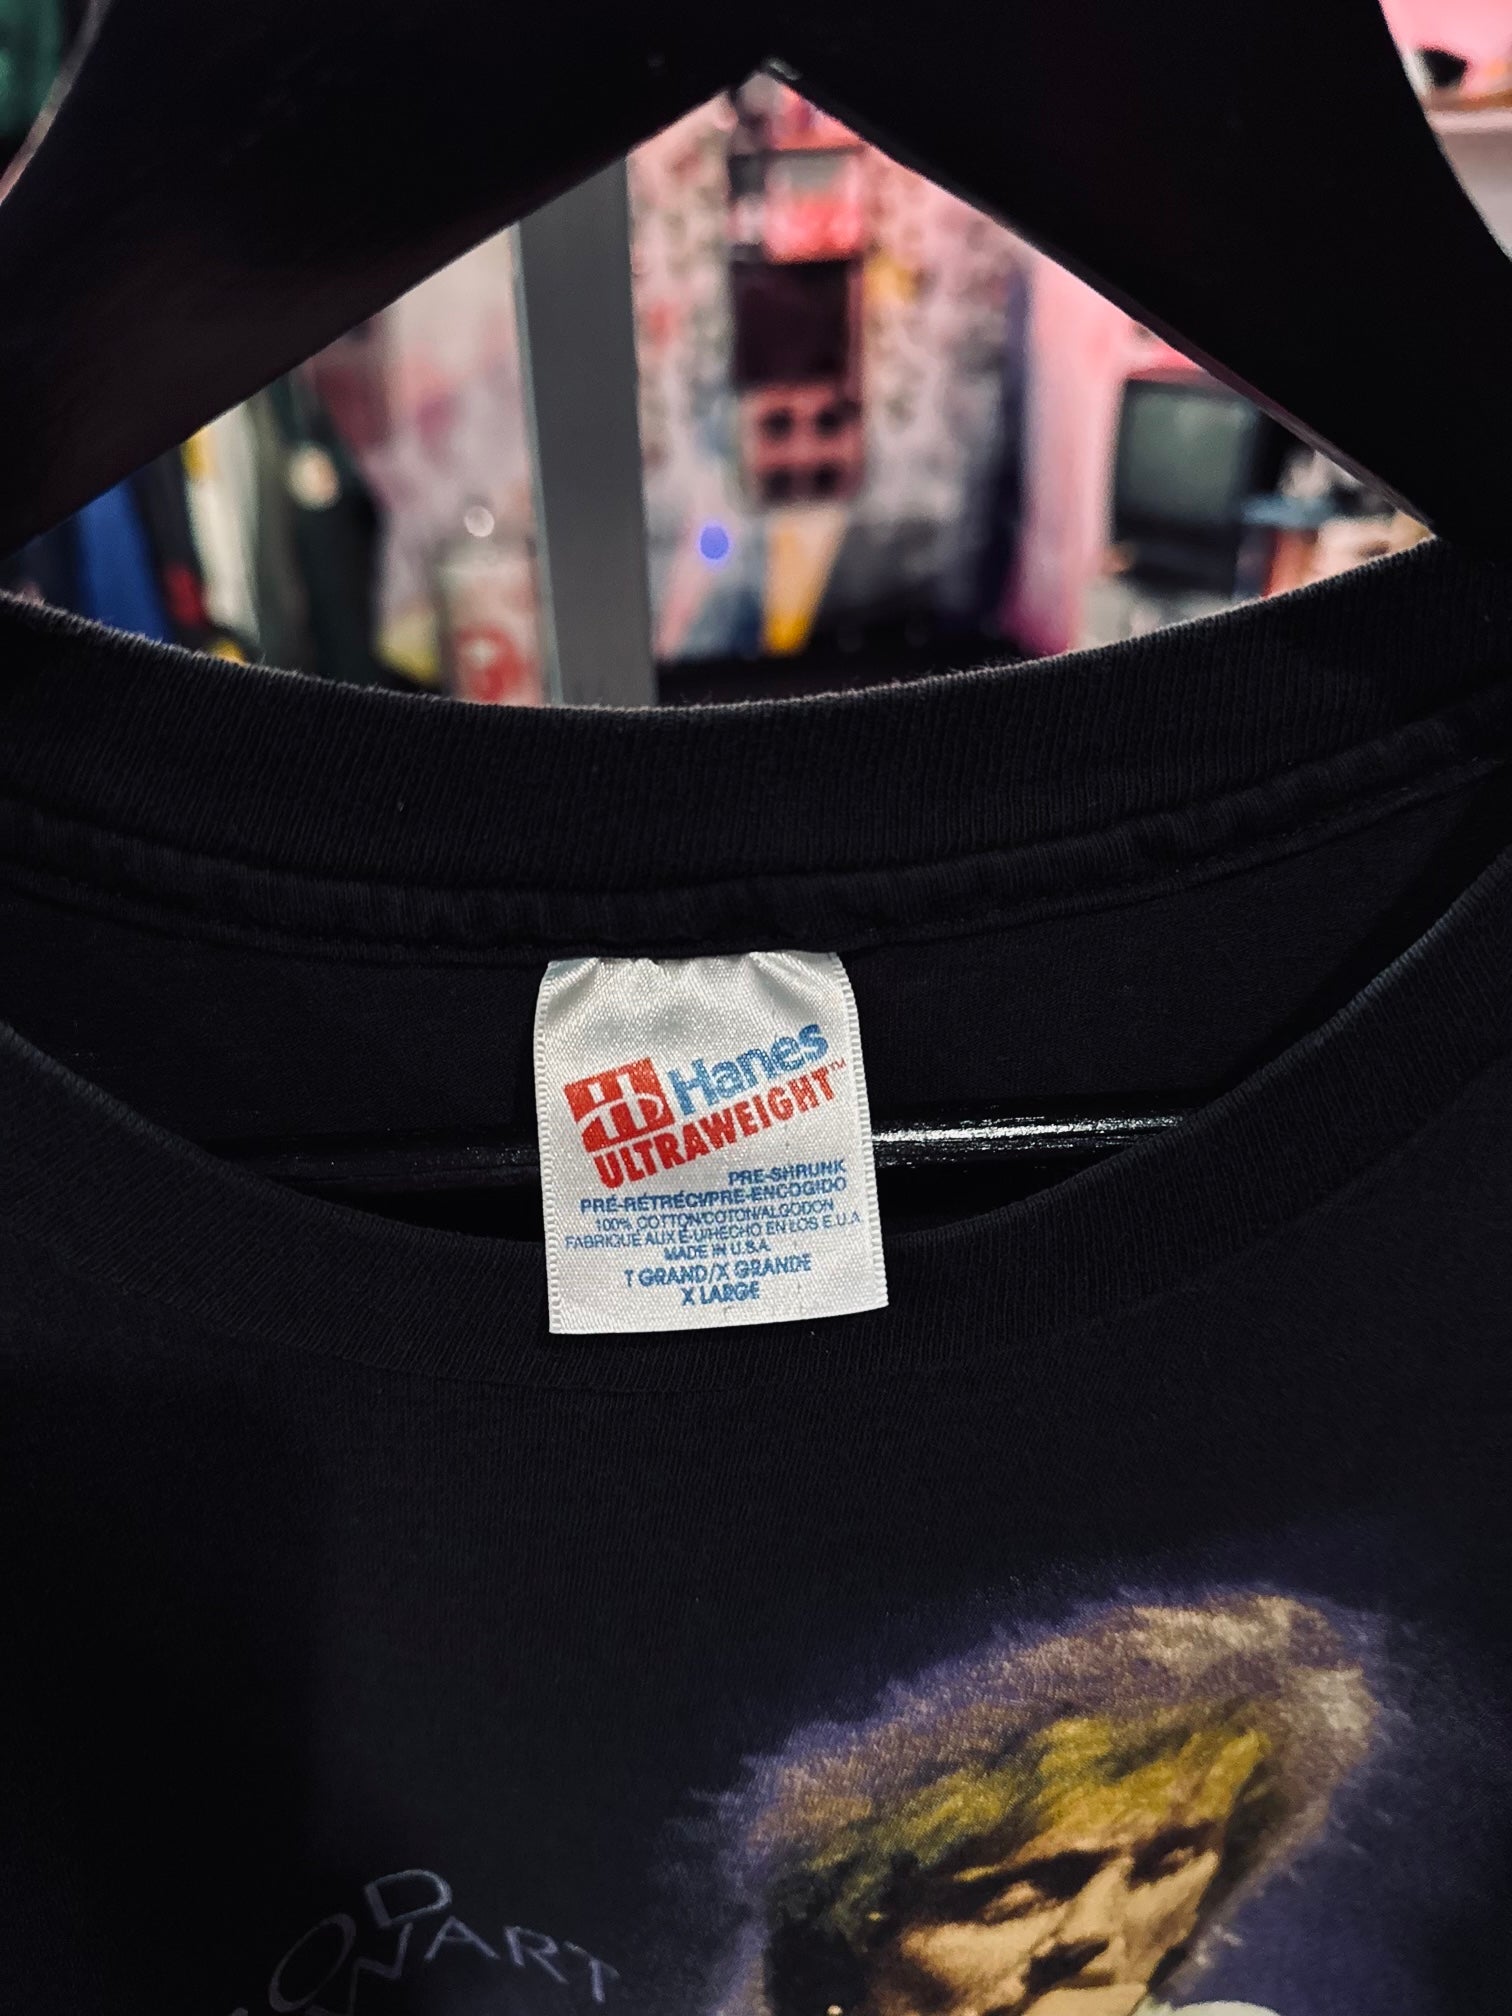 Hanes
ULTRAWEIGHT™
PRE-SHRUNK
PRÉ-RÉTRÉCI/PRE-ENCOGIDO
100% COTTON/COTON/ALGODON
FABRIQUE AUX É-U/HECHO EN LOS E.U.A.
MADE IN U.S.A.
T GRAND/X GRANDE
X LARGE